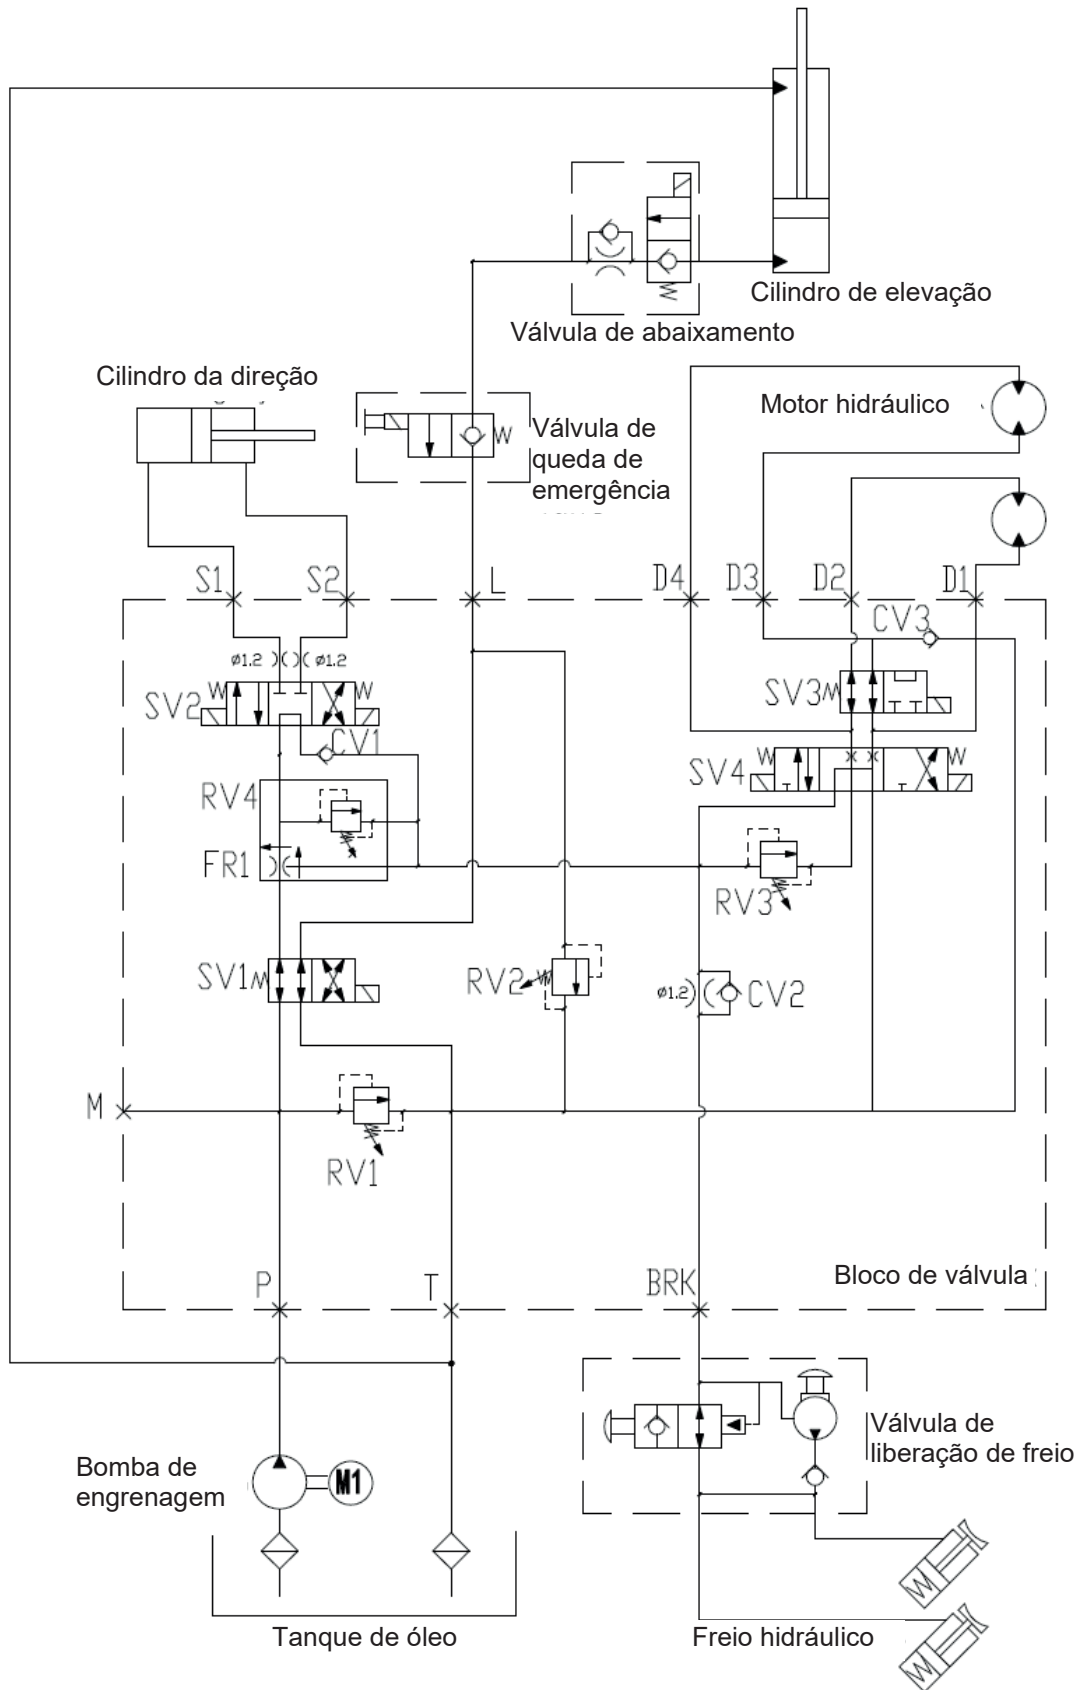 Cilindro de elevação
Válvula de abaixamento
Cilindro da direção
Motor hidráulico
Válvula de
queda de
emergência
S1
S2
L
D4
D3
D2
D1
CV3
ø1.2
ø1.2
SV2
W
W
SV3
CV1
SV4
W
W
RV4
FR1
RV3
SV1
RV2
ø1.2
CV2
M
RV1
P
T
BRK
Bloco de válvula
Válvula de
liberação de freio
Bomba de
engrenagem
M1
Tanque de óleo
Freio hidráulico